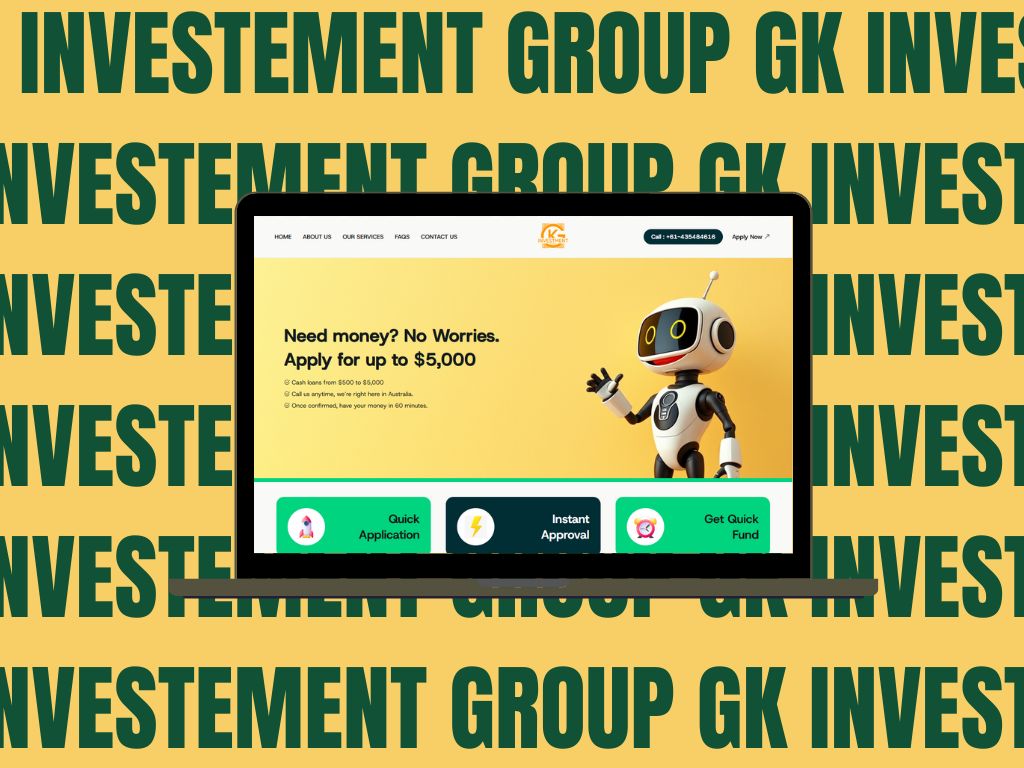 INVESTEMENT GROUP GK INVES
NVESTEMENT GROUP GK INVEST
HOME ABOUT US OUR SERVICES FAQS CONTACT US
GK
INVESTMENT
Call : +61-435484616 Apply Now ↗
NVESTE INVEST
Need money? No Worries.
Apply for up to $5,000
Cash loans from $500 to $5,000
Call us anytime, we're right here in Australia.
Once confirmed, have your money in 60 minutes.
NVESTE INVEST
Quick
Application
Instant
Approval
Get Quick
Fund
NVESTEMENT GROUP GK INVEST
NVESTEMENT GROUP GK INVEST